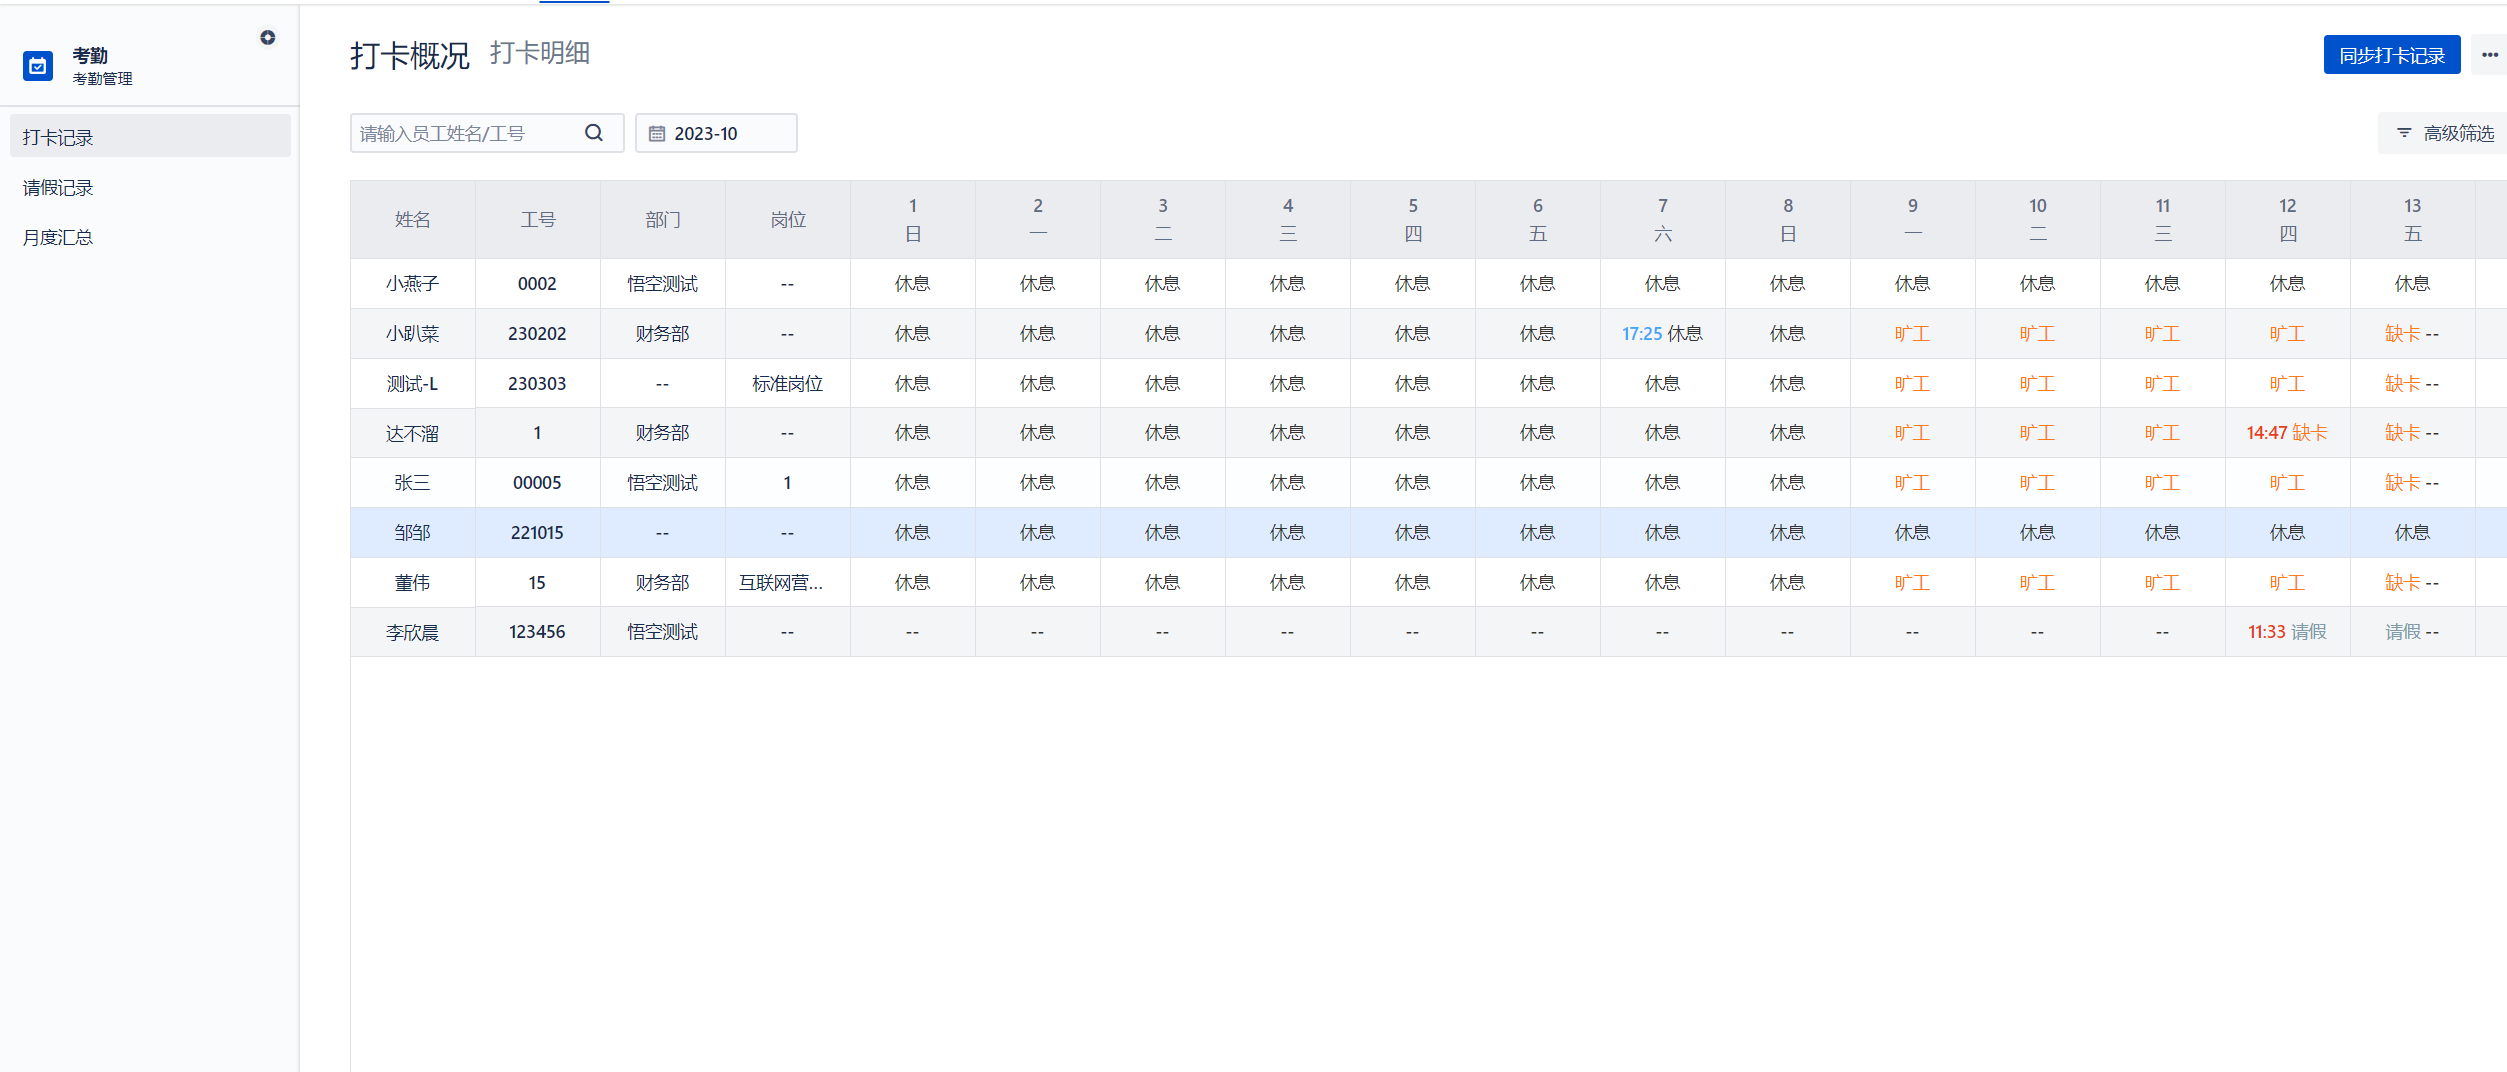 考勤
考勤管理
打卡记录
请假记录
月度汇总
打卡概况 打卡明细
同步打卡记录
请输入员工姓名/工号 2023-10 高级筛选
姓名 工号 部门 岗位 1 2 3 4 5 6 7 8 9 10 11 12 13
日 一 二 三 四 五 六 日 一 二 三 四 五
小燕子 0002 悟空测试 -- 休息 休息 休息 休息 休息 休息 休息 休息 休息 休息 休息 休息 休息
小趴菜 230202 财务部 -- 休息 休息 休息 休息 休息 休息 17:25 休息 休息 旷工 旷工 旷工 旷工 缺卡 --
测试-L 230303 -- 标准岗位 休息 休息 休息 休息 休息 休息 休息 休息 旷工 旷工 旷工 旷工 缺卡 --
达不溜 1 财务部 -- 休息 休息 休息 休息 休息 休息 休息 休息 旷工 旷工 旷工 14:47 缺卡 缺卡 --
张三 00005 悟空测试 1 休息 休息 休息 休息 休息 休息 休息 休息 旷工 旷工 旷工 旷工 缺卡 --
邹邹 221015 -- -- 休息 休息 休息 休息 休息 休息 休息 休息 休息 休息 休息 休息 休息
董伟 15 财务部 互联网营... 休息 休息 休息 休息 休息 休息 休息 休息 旷工 旷工 旷工 旷工 缺卡 --
李欣晨 123456 悟空测试 -- -- -- -- -- -- -- -- -- -- -- -- 11:33 请假 请假 --